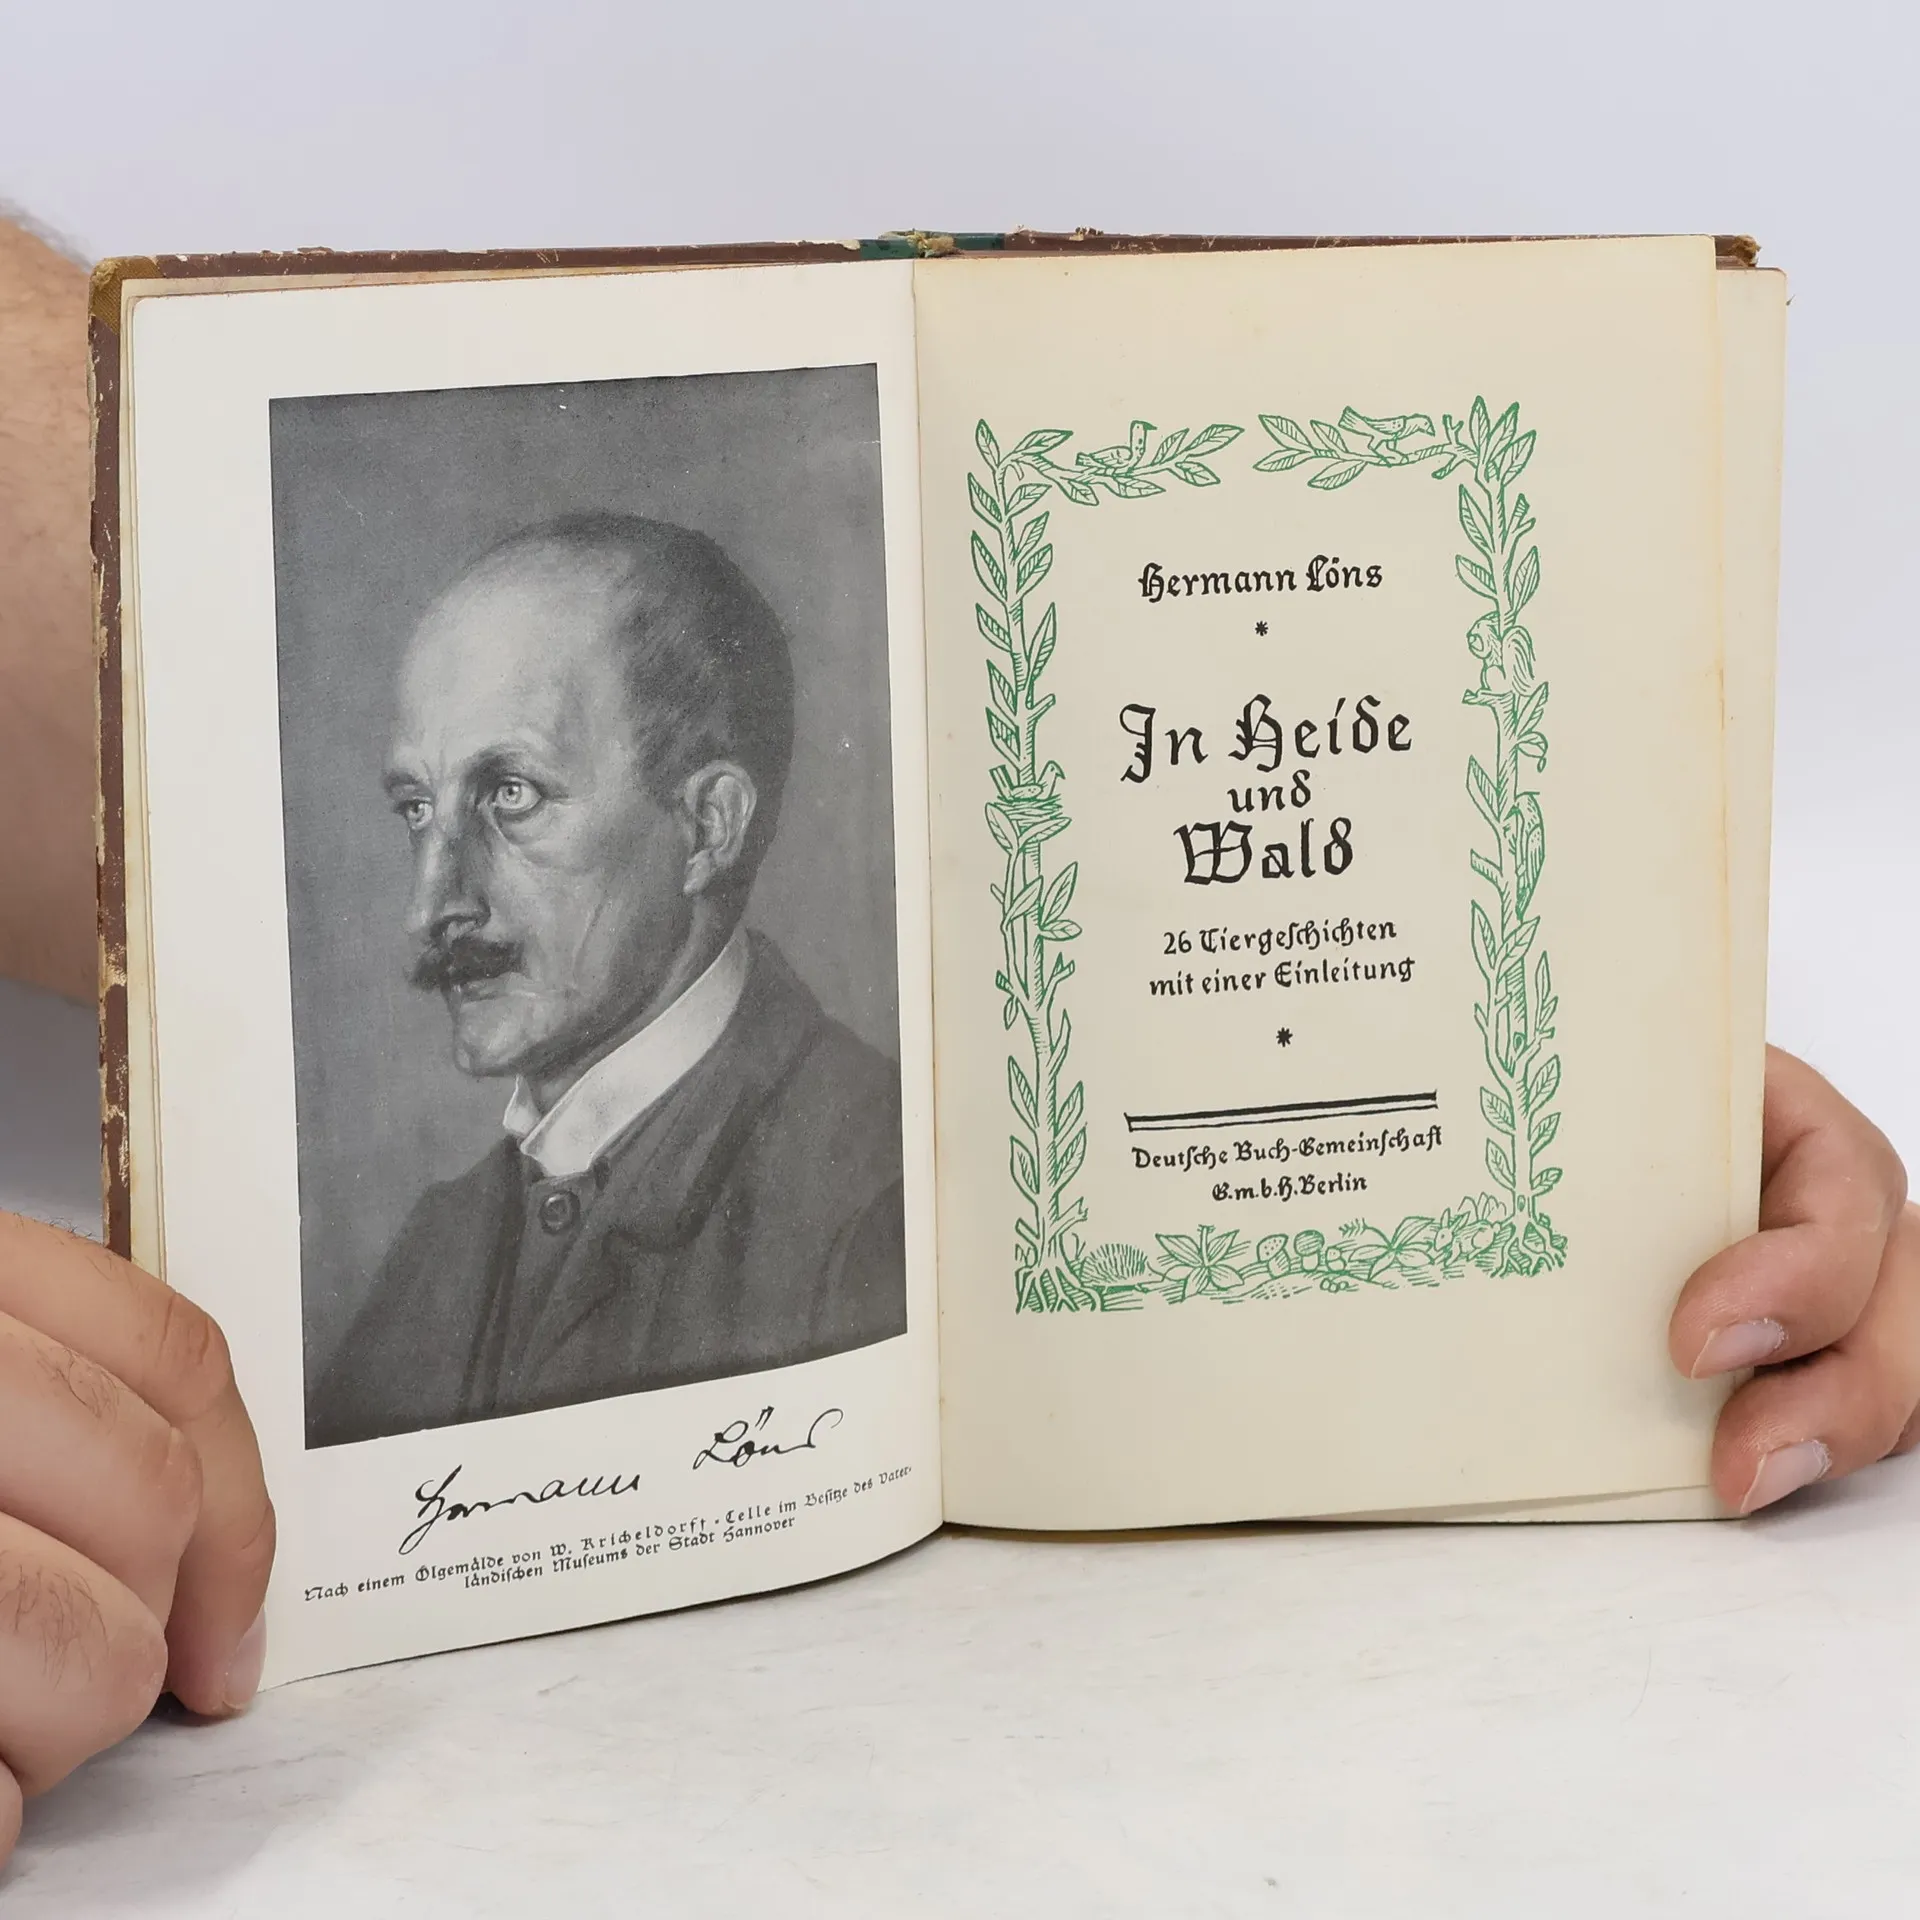 Hermann Löns
Nach einem Ölgemälde von W. Kricheldorff-Celle im Besitze des Vater-
ländischen Museums der Stadt Hannover
Hermann Löns
*
In Heide
und
Wald
26 Tiergeschichten
mit einer Einleitung
*
Deutsche Buch-Gemeinschaft
G.m.b.H. Berlin